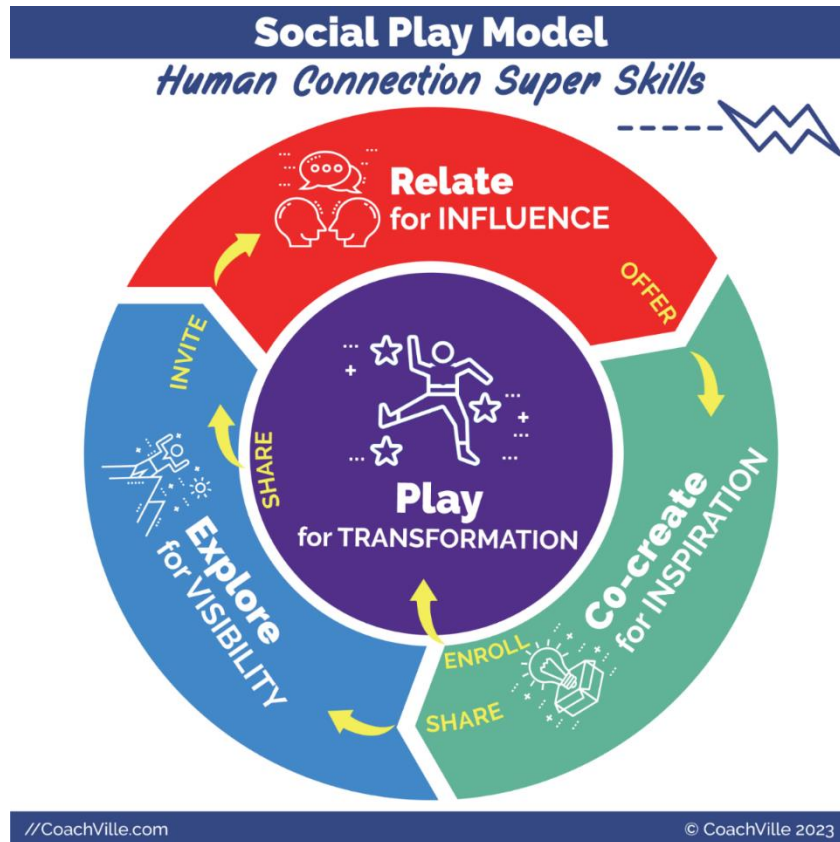 Social Play Model
Human Connection Super Skills
Relate
for INFLUENCE
OFFER
Co-create
for INSPIRATION
ENROLL
SHARE
Explore
for VISIBILITY
INVITE
SHARE
Play
for TRANSFORMATION
//CoachVille.com
© CoachVille 2023